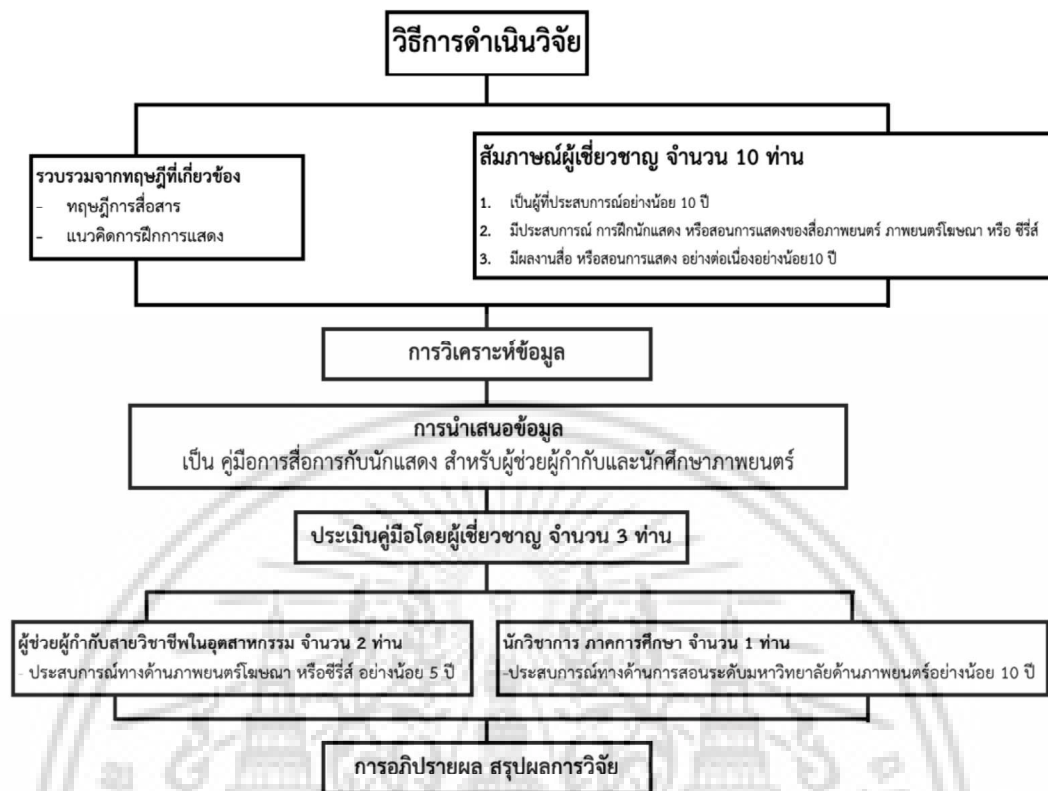 วิธีการดำเนินวิจัย
รวบรวมจากทฤษฎีที่เกี่ยวข้อง
- ทฤษฎีการสื่อสาร
- แนวคิดการฝึกการแสดง
สัมภาษณ์ผู้เชี่ยวชาญ จำนวน 10 ท่าน
1. เป็นผู้ที่ประสบการณ์อย่างน้อย 10 ปี
2. มีประสบการณ์ การฝึกนักแสดง หรือสอนการแสดงของสื่อภาพยนตร์ ภาพยนตร์โฆษณา หรือ ซีรี่ส์
3. มีผลงานสื่อ หรือสอนการแสดง อย่างต่อเนื่องอย่างน้อย10 ปี
การวิเคราะห์ข้อมูล
การนำเสนอข้อมูล
เป็น คู่มือการสื่อการกับนักแสดง สำหรับผู้ช่วยผู้กำกับและนักศึกษาภาพยนตร์
ประเมินคู่มือโดยผู้เชี่ยวชาญ จำนวน 3 ท่าน
ผู้ช่วยผู้กำกับสายวิชาชีพในอุตสาหกรรม จำนวน 2 ท่าน
- ประสบการณ์ทางด้านภาพยนตร์โฆษณา หรือซีรี่ส์ อย่างน้อย 5 ปี
นักวิชาการ ภาคการศึกษา จำนวน 1 ท่าน
-ประสบการณ์ทางด้านการสอนระดับมหาวิทยาลัยด้านภาพยนตร์อย่างน้อย 10 ปี
การอภิปรายผล สรุปผลการวิจัย